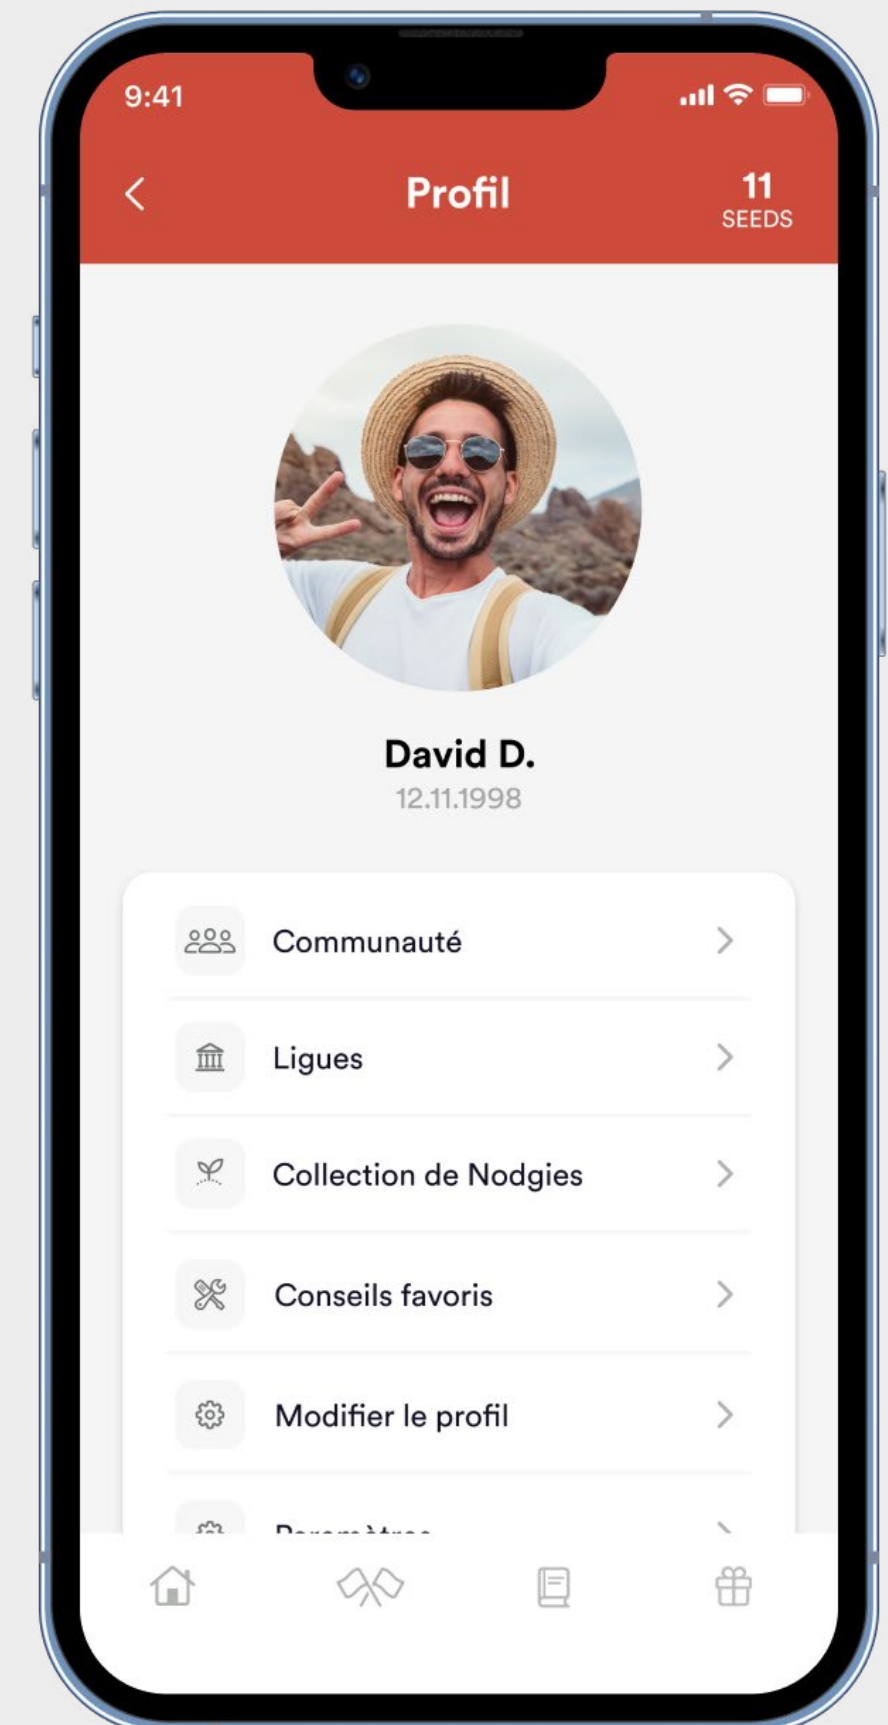 9:41
Profil
11
SEEDS
David D.
12.11.1998
Communauté
Ligues
Collection de Nodgies
Conseils favoris
Modifier le profil
Paramètres